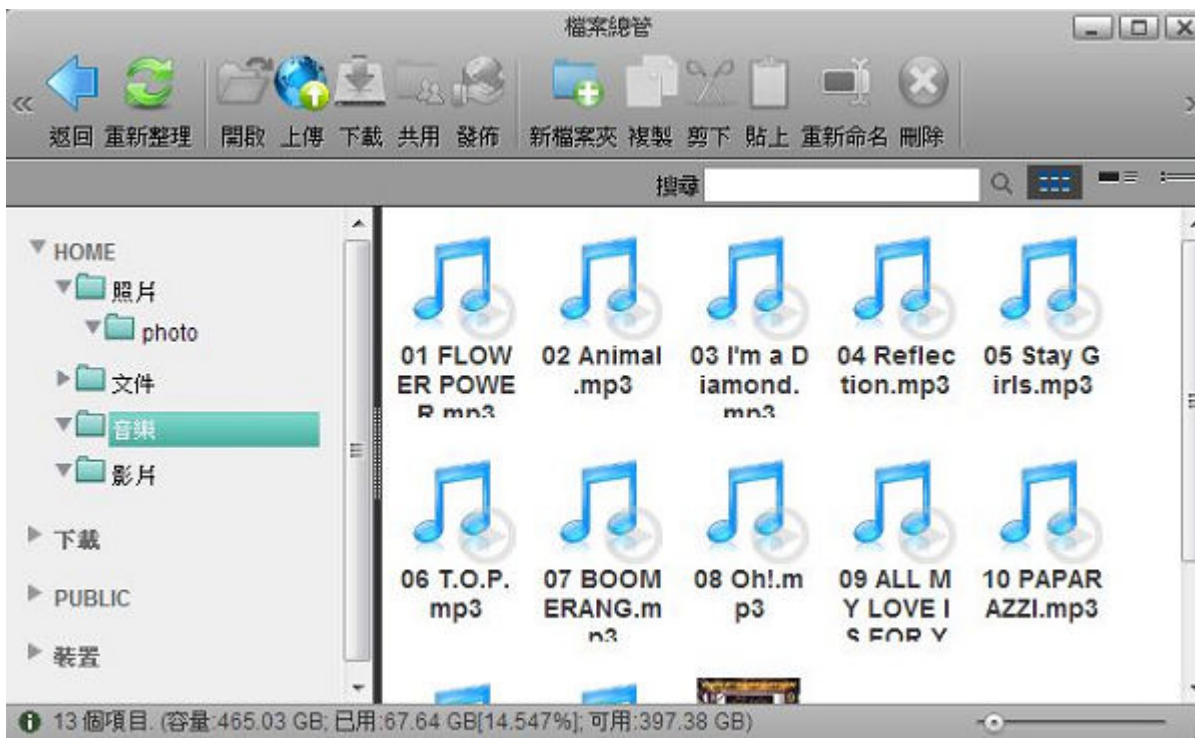 檔案總管
返回 重新整理 開啟 上傳 下載 共用 發佈 新檔案夾 複製 剪下 貼上 重新命名 刪除
搜尋
HOME
照片
photo
文件
音樂
影片
下載
PUBLIC
裝置
01 FLOW
ER POWE
R.mp3
02 Animal
.mp3
03 I'm a D
iamond.
mp3
04 Reflec
tion.mp3
05 Stay G
irls.mp3
06 T.O.P.
mp3
07 BOOM
ERANG.m
p3
08 Oh!.m
p3
09 ALL M
Y LOVE I
S FOR Y
10 PAPAR
AZZI.mp3
13 個項目. (容量:465.03 GB; 已用:67.64 GB[14.547%]; 可用:397.38 GB)